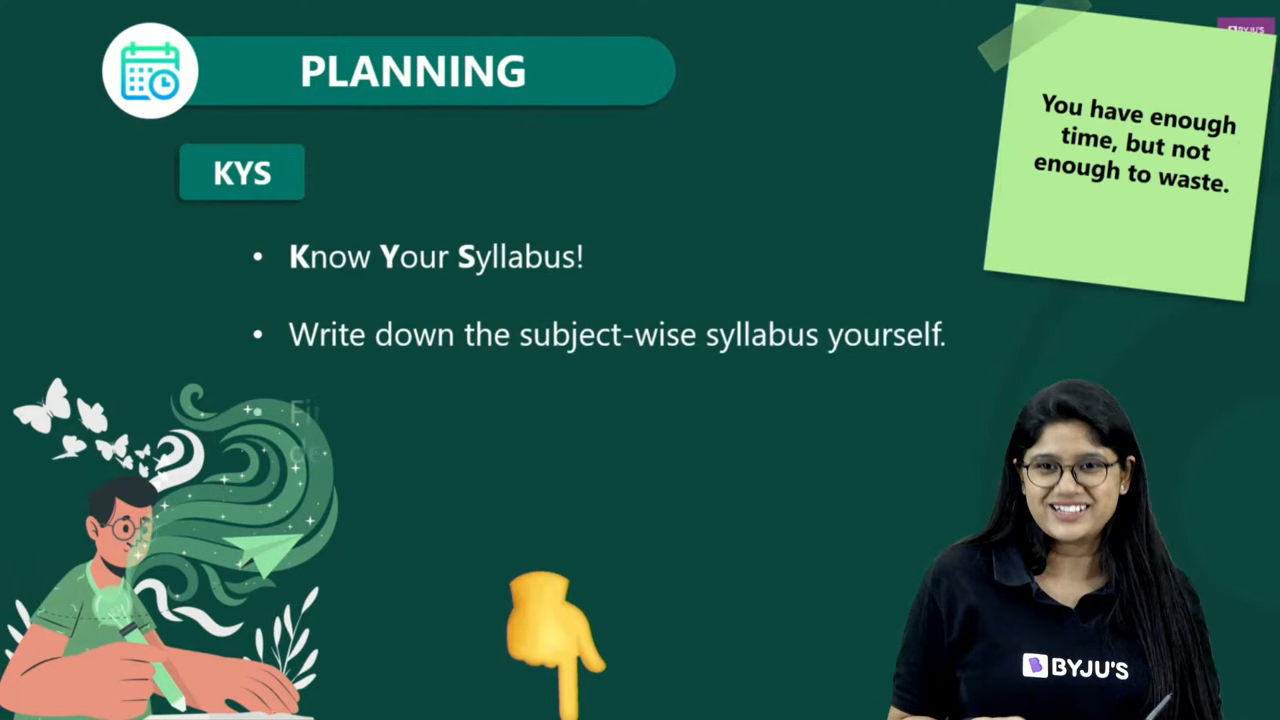 PLANNING
BYJU'S
You have enough
time, but not
enough to waste.
KYS
• Know Your Syllabus!
• Write down the subject-wise syllabus yourself.
BYJU'S